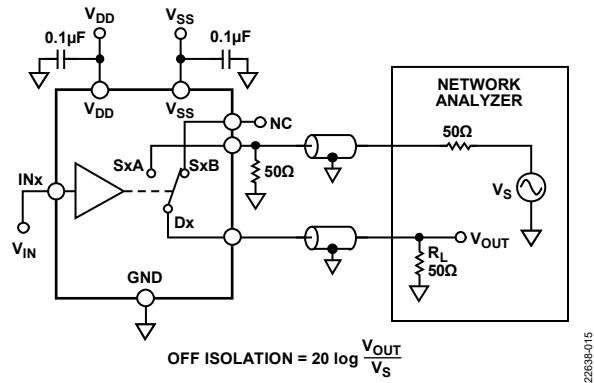 VDD
VSS
0.1µF
0.1µF
VDD
VSS
NC
NETWORK
ANALYZER
50Ω
SxA
SxB
50Ω
INx
VS
Dx
VIN
VOUT
RL
50Ω
GND
OFF ISOLATION = 20 log VOUT/VS
22638-015